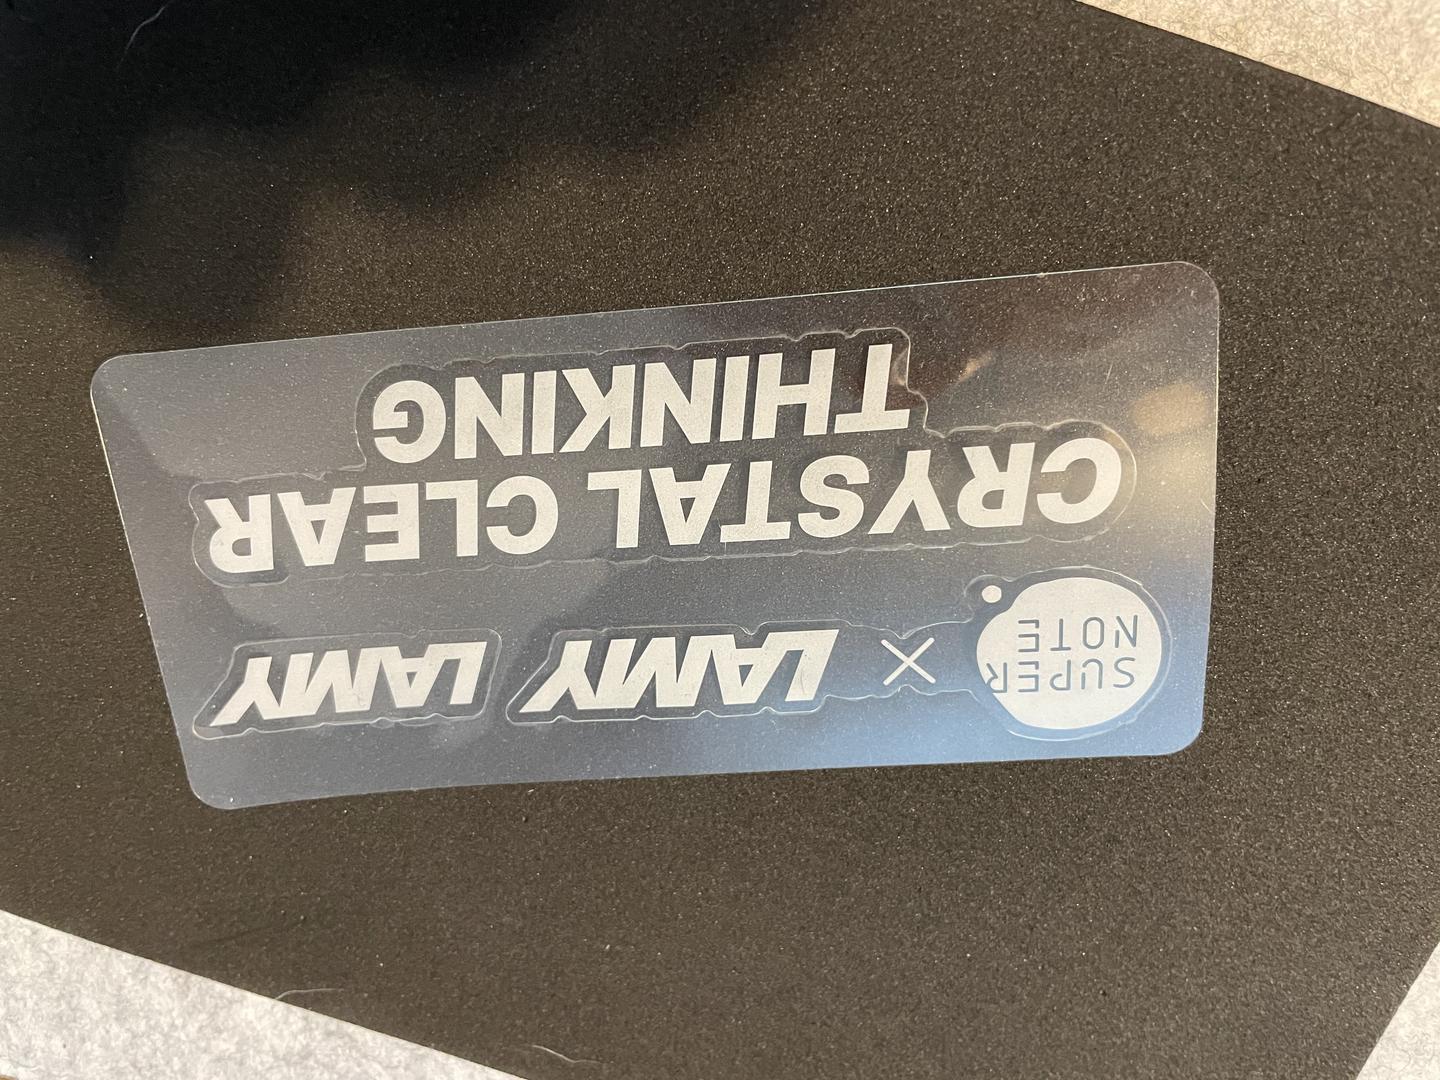 SUPER
NOTE
×
LAMY
LAMY
CRYSTAL CLEAR
THINKING